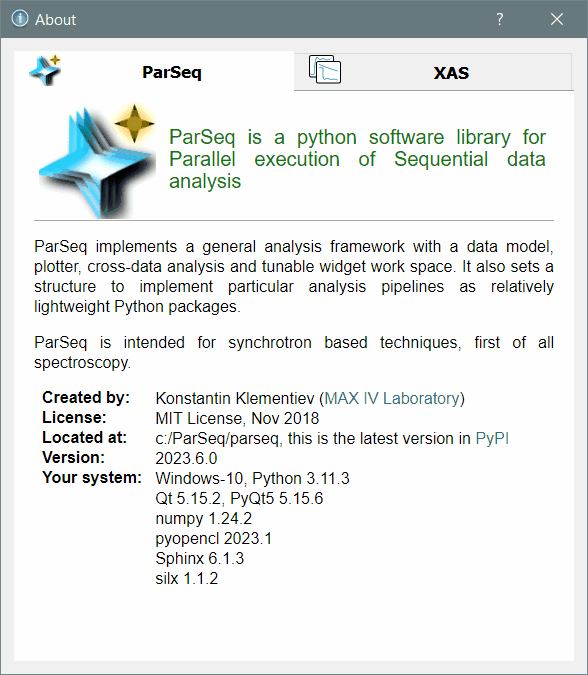 About
?
ParSeq
XAS
ParSeq is a python software library for
Parallel execution of Sequential data
analysis
ParSeq implements a general analysis framework with a data model,
plotter, cross-data analysis and tunable widget work space. It also sets a
structure to implement particular analysis pipelines as relatively
lightweight Python packages.
ParSeq is intended for synchrotron based techniques, first of all
spectroscopy.
Created by: Konstantin Klementiev (MAX IV Laboratory)
License: MIT License, Nov 2018
Located at: c:/ParSeq/parseq, this is the latest version in PyPI
Version: 2023.6.0
Your system: Windows-10, Python 3.11.3
Qt 5.15.2, PyQt5 5.15.6
numpy 1.24.2
pyopencl 2023.1
Sphinx 6.1.3
silx 1.1.2